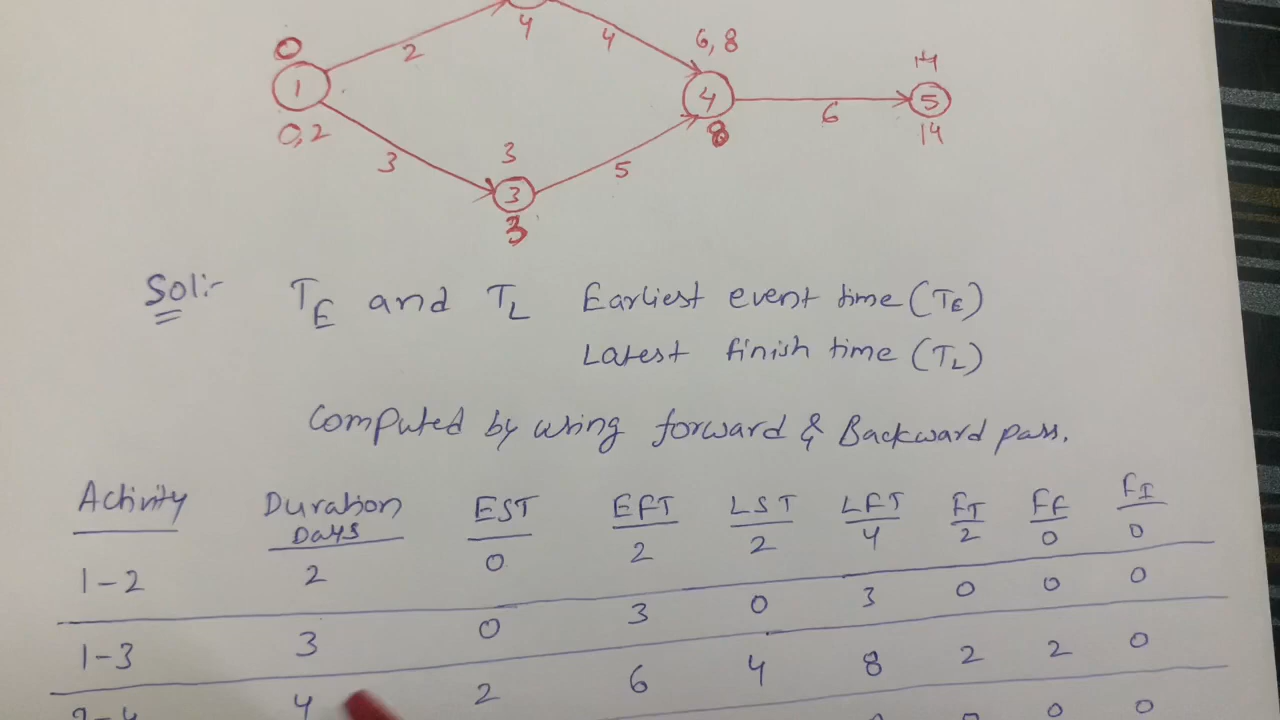 0
2
4
4
6, 8
14
1
4
5
0,2
8
6
14
3
3
5
3
3
Sol:-
TE and TL Earliest event time (TE)
Latest finish time (TL)
Computed by using forward & Backward pass.
Activity Duration Days EST EFT LST LFT FT FF FI
1-2 2 0 2 2 4 2 0 0
1-3 3 0 3 0 3 0 0 0
2-4 4 2 6 4 8 2 2 0
0 0